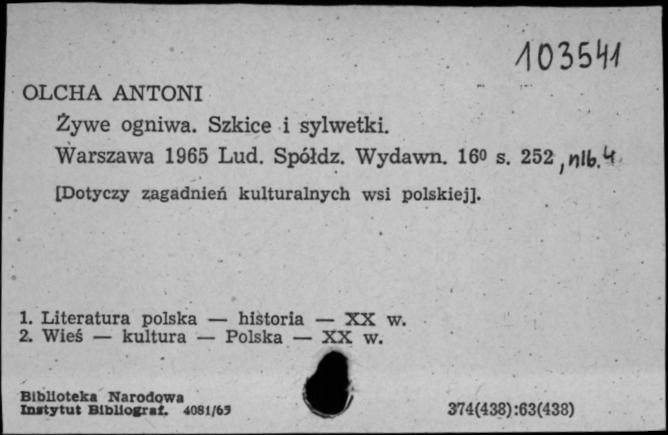 103541
OLCHA ANTONI
Żywe ogniwa. Szkice i sylwetki.
Warszawa 1965 Lud. Spółdz. Wydawn. 16⁰ s. 252, nlb. 4.
[Dotyczy zagadnień kulturalnych wsi polskiej].
1. Literatura polska — historia — XX w.
2. Wieś — kultura — Polska — XX w.
Biblioteka Narodowa
Instytut Bibliograf. 4081/65
374(438):63(438)